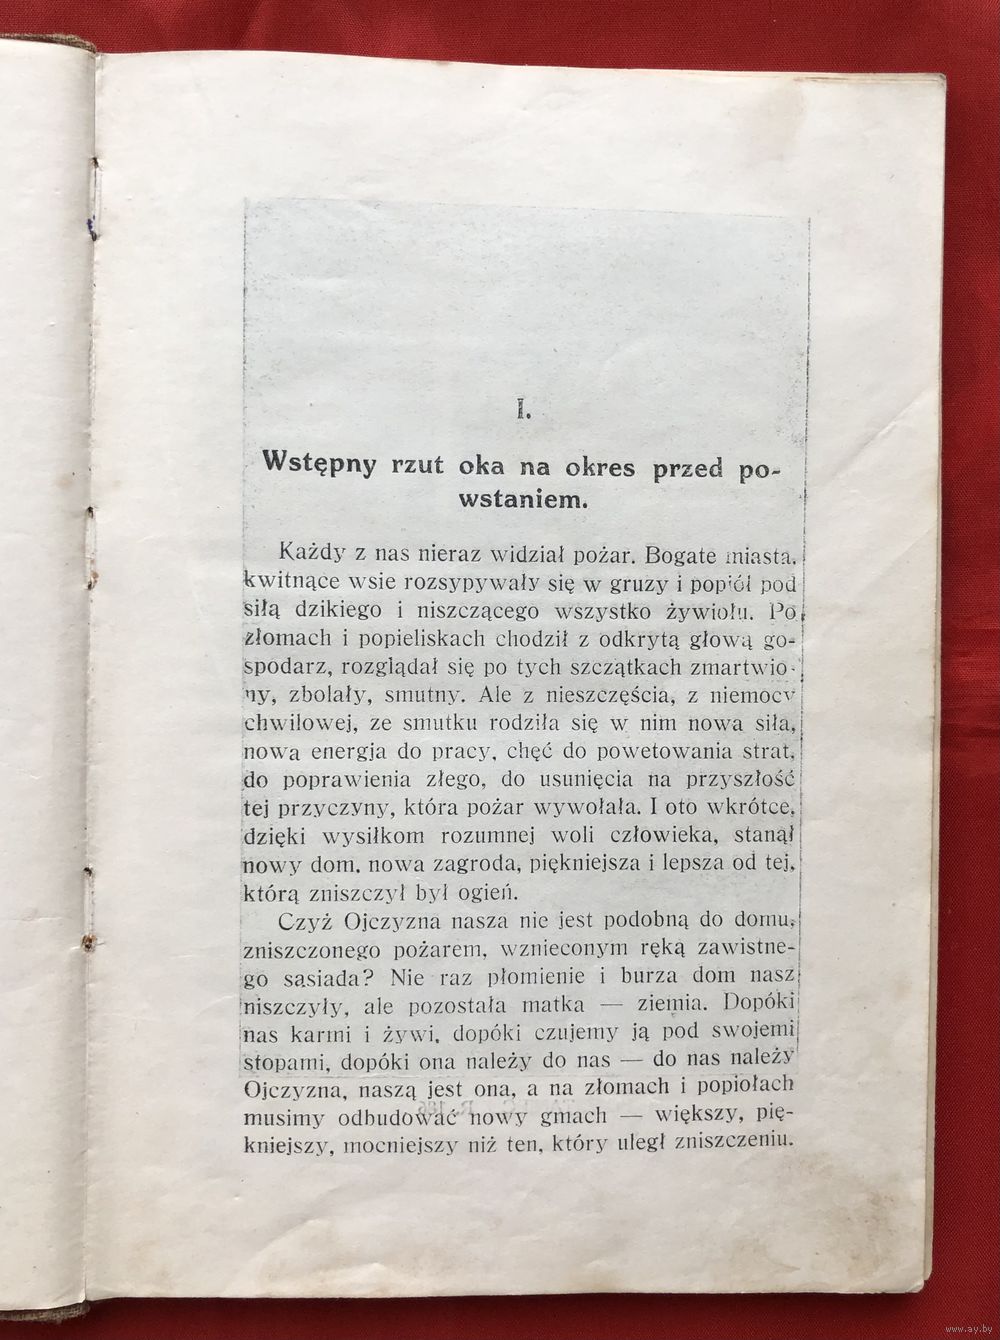 I.
Wstępny rzut oka na okres przed po-
wstaniem.
Każdy z nas nieraz widział pożar. Bogate miasta,
kwitnące wsie rozsypywały się w gruzy i popiół pod
siłą dzikiego i niszczącego wszystko żywiołu. Po
złomach i popieliskach chodził z odkrytą głową go-
spodarz, rozglądał się po tych szczątkach zmartwio-
ny, zbolały, smutny. Ale z nieszczęścia, z niemocy
chwilowej, ze smutku rodziła się w nim nowa siła,
nowa energja do pracy, chęć do powetowania strat,
do poprawienia złego, do usunięcia na przyszłość
tej przyczyny, która pożar wywołała. I oto wkrótce,
dzięki wysiłkom rozumnej woli człowieka, stanął
nowy dom, nowa zagroda, piękniejsza i lepsza od tej,
którą zniszczył był ogień.
Czyż Ojczyzna nasza nie jest podobną do domu,
zniszczonego pożarem, wznieconym ręką zawistne-
go sąsiada? Nie raz płomienie i burza dom nasz
niszczyły, ale pozostała matka — ziemia. Dopóki
nas karmi i żywi, dopóki czujemy ją pod swojemi
stopami, dopóki ona należy do nas — do nas należy
Ojczyzna, naszą jest ona, a na złomach i popiołach
musimy odbudować nowy gmach — większy, pię-
kniejszy, mocniejszy niż ten, który uległ zniszczeniu.
www.ay.by